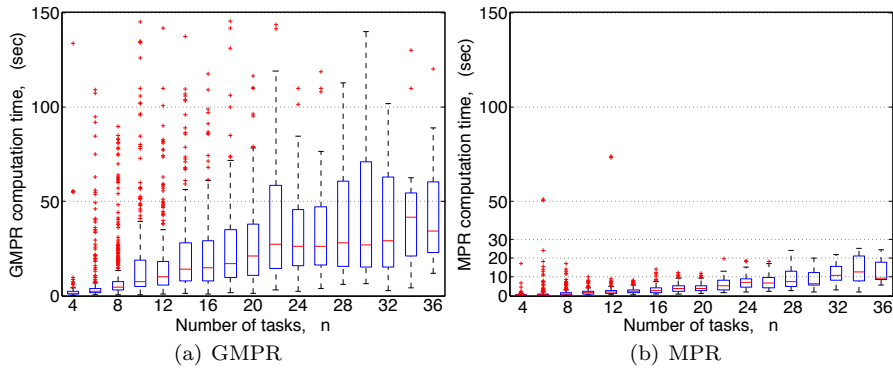 150
100
50
0
GMPR computation time, (sec)
4 8 12 16 20 24 28 32 36
Number of tasks, n
(a) GMPR
150
100
50
30
20
10
0
MPR computation time, (sec)
4 8 12 16 20 24 28 32 36
Number of tasks, n
(b) MPR